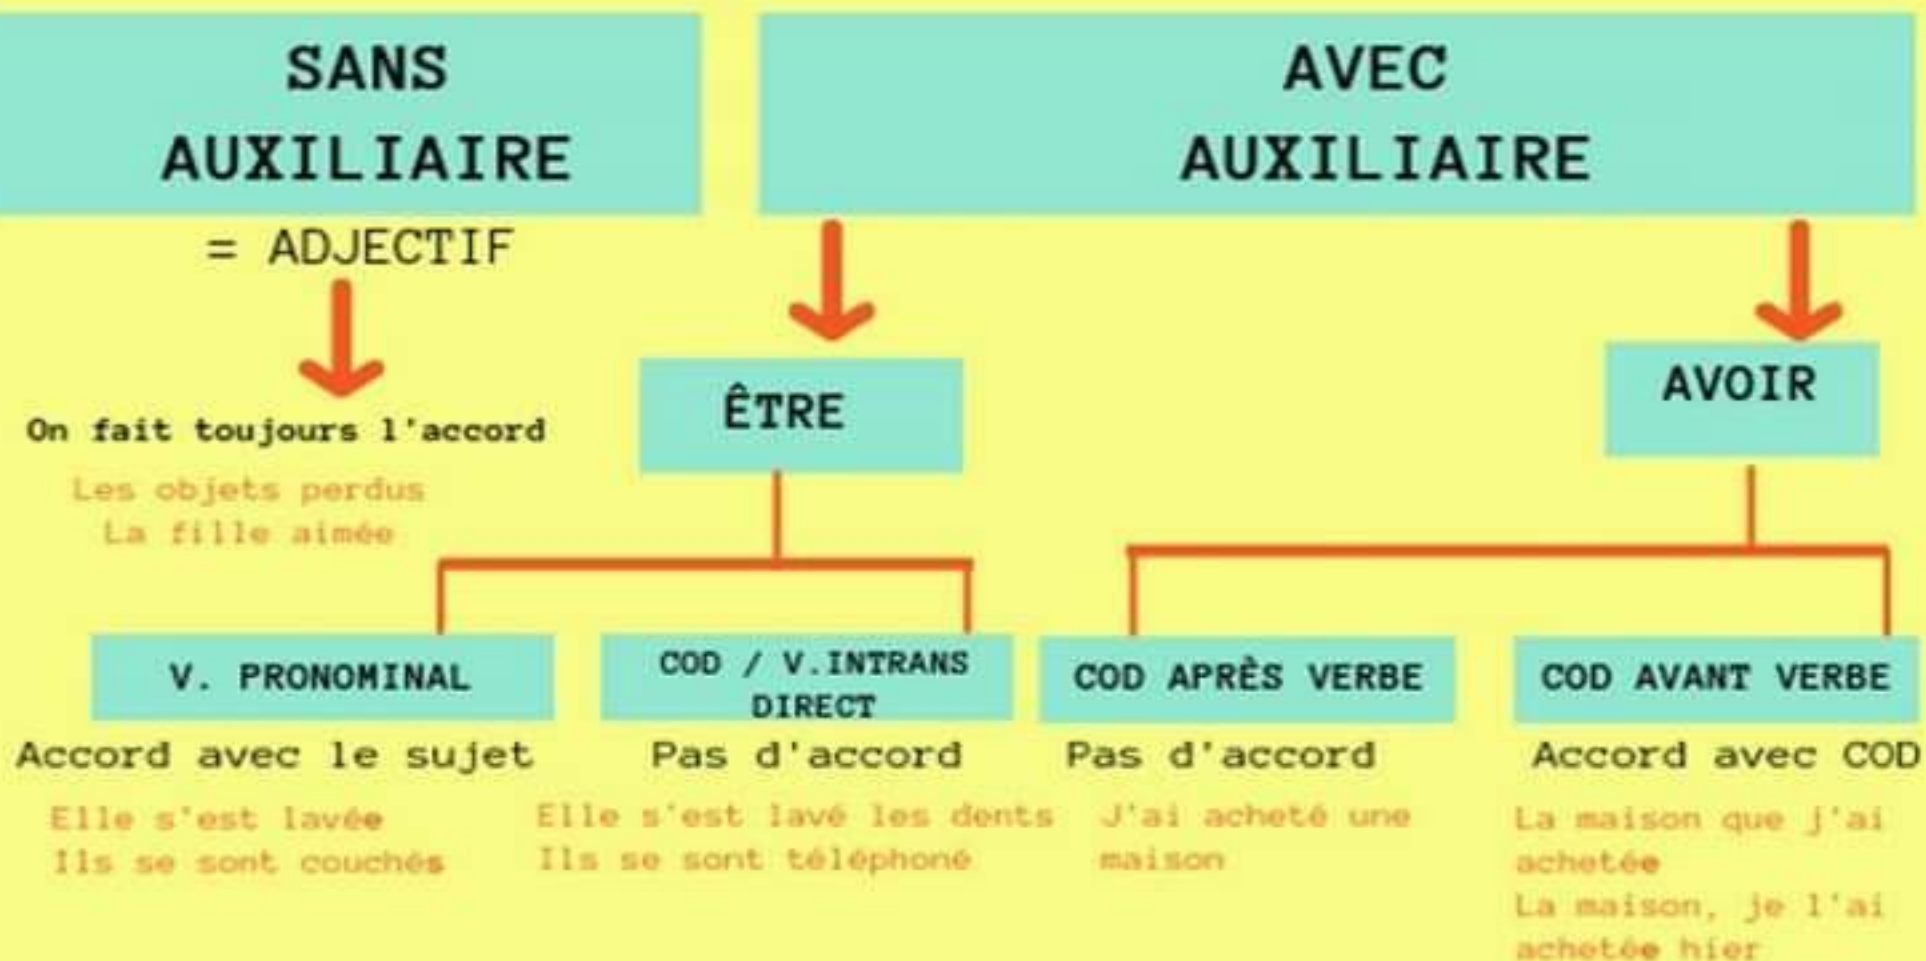 SANS
AUXILIAIRE
= ADJECTIF
On fait toujours l'accord
Les objets perdus
La fille aimée
AVEC
AUXILIAIRE
ÊTRE
AVOIR
V. PRONOMINAL
Accord avec le sujet
Elle s'est lavée
Ils se sont couchés
COD / V.INTRANS
DIRECT
Pas d'accord
Elle s'est lavé les dents
Ils se sont téléphoné
COD APRÈS VERBE
Pas d'accord
J'ai acheté une
maison
COD AVANT VERBE
Accord avec COD
La maison que j'ai
achetée
La maison, je l'ai
achetée hier